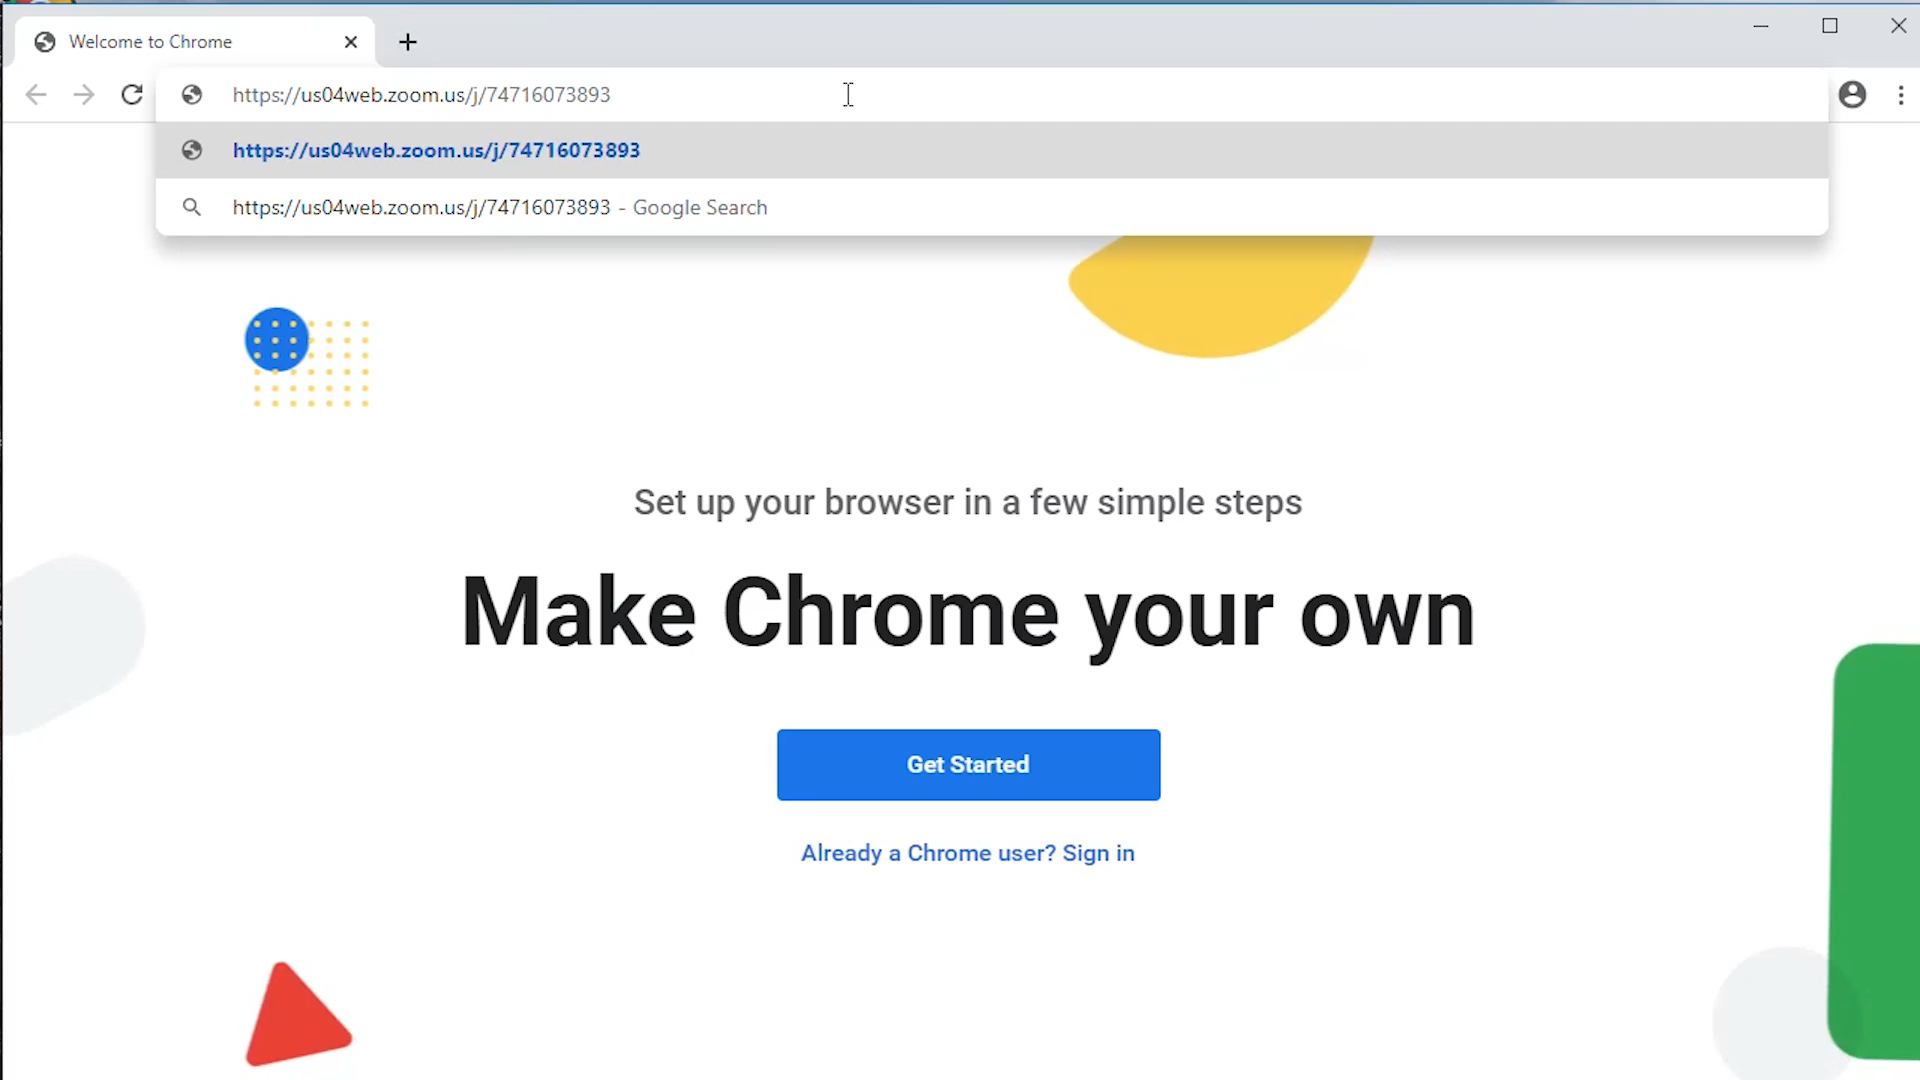 Welcome to Chrome
https://us04web.zoom.us/j/74716073893
https://us04web.zoom.us/j/74716073893
https://us04web.zoom.us/j/74716073893 - Google Search
Set up your browser in a few simple steps
Make Chrome your own
Get Started
Already a Chrome user? Sign in